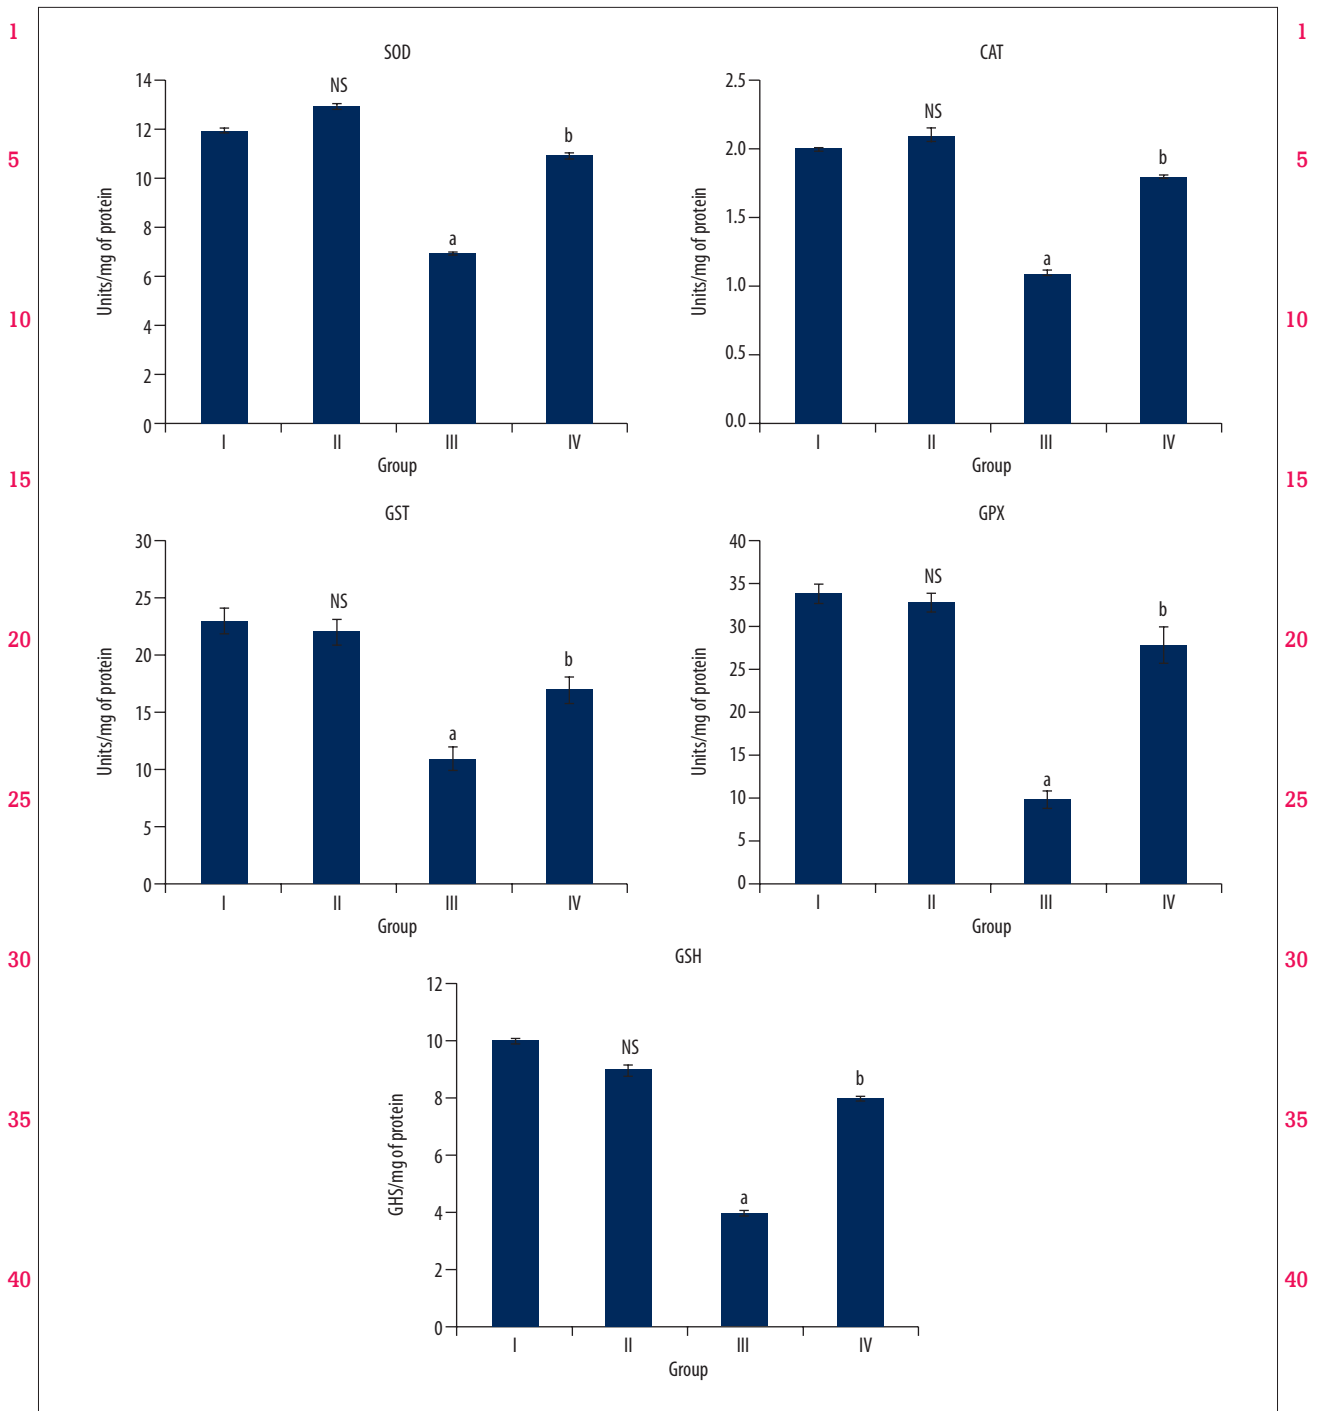 1
5
10
15
20
25
30
35
40
SOD
Units/mg of protein
14
12
10
8
6
4
2
0
NS
a
b
I II III IV
Group
CAT
Units/mg of protein
2.5
2.0
1.5
1.0
0.5
0.0
NS
a
b
I II III IV
Group
GST
Units/mg of protein
30
25
20
15
10
5
0
NS
a
b
I II III IV
Group
GPX
Units/mg of protein
40
35
30
25
20
15
10
5
0
NS
a
b
I II III IV
Group
GSH
GHS/mg of protein
12
10
8
6
4
2
0
NS
a
b
I II III IV
Group
1
5
10
15
20
25
30
35
40